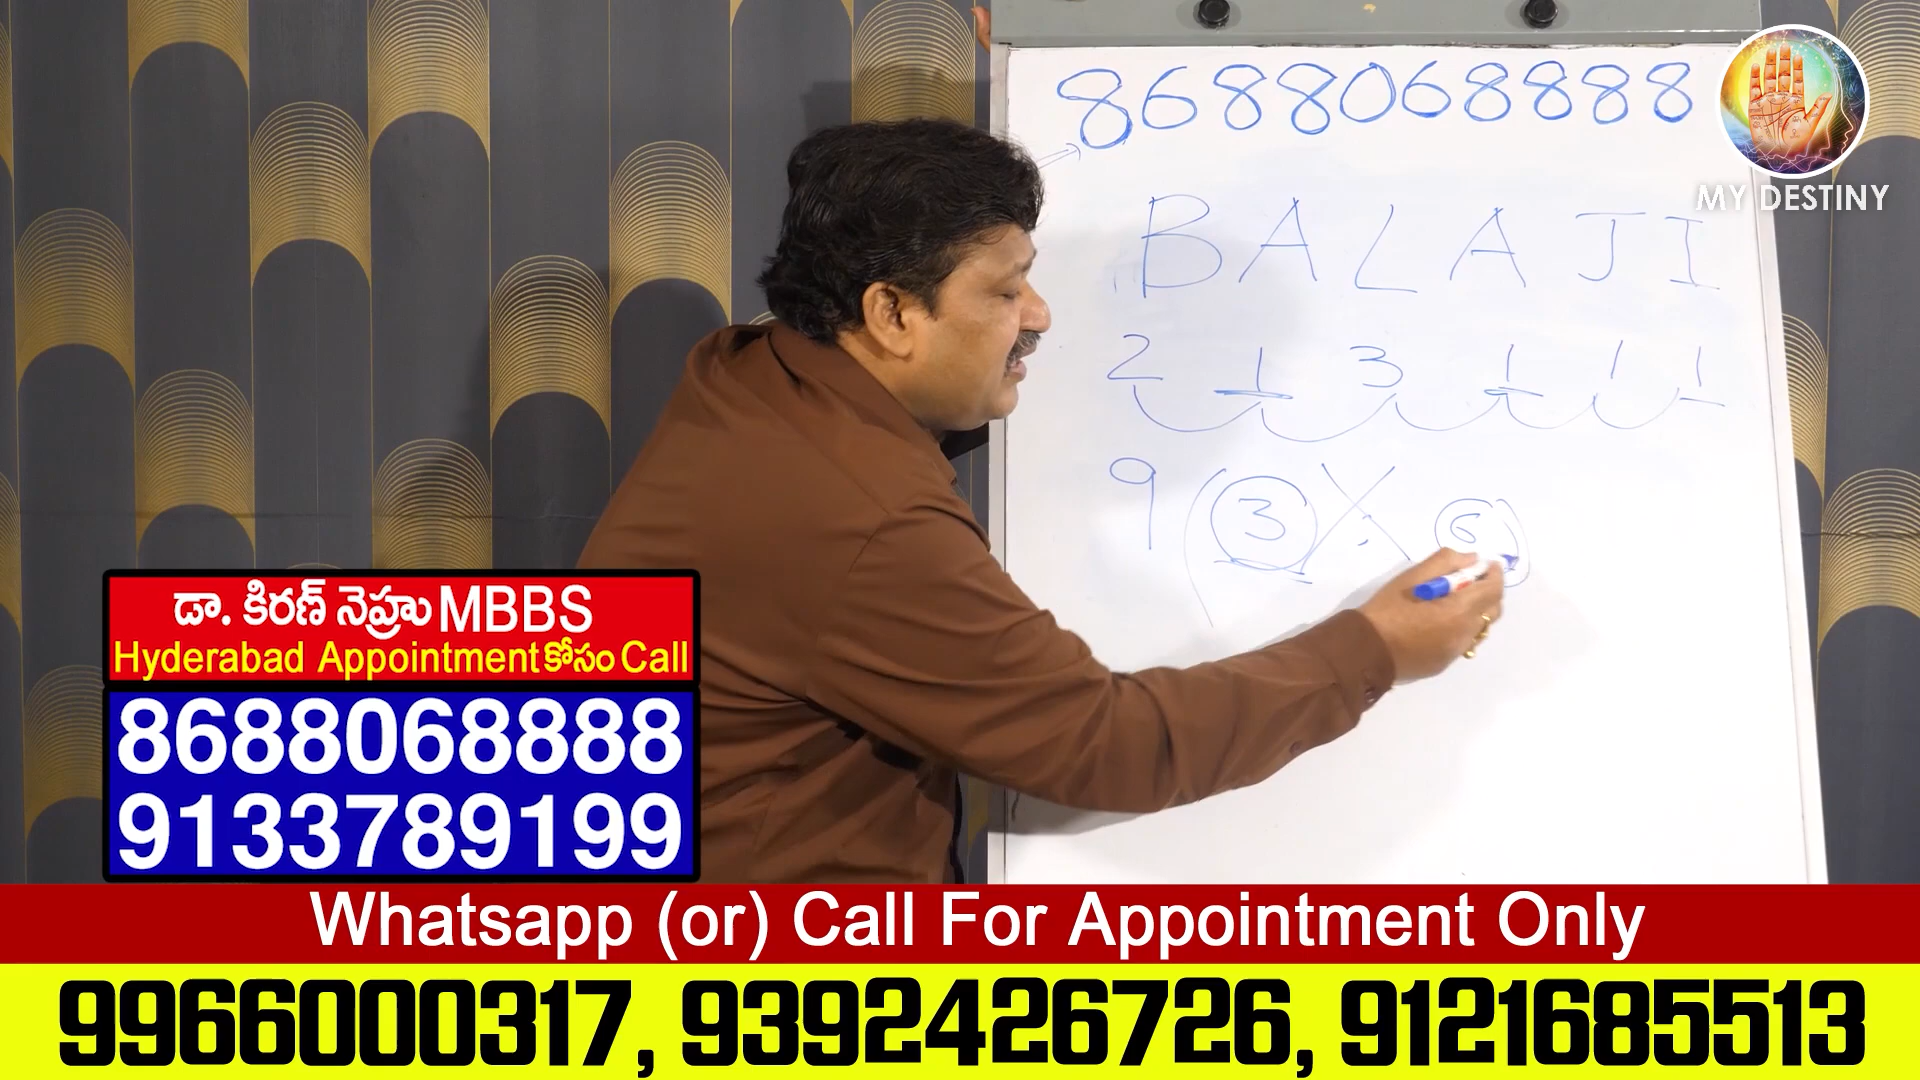 8688068888
MY DESTINY
BALAJI
2 1 3 1 1 1
9 3 6
డా. కిరణ్ నెహ్రు MBBS
Hyderabad Appointment కోసం Call
8688068888
9133789199
Whatsapp (or) Call For Appointment Only
9966000317, 9392426726, 9121685513